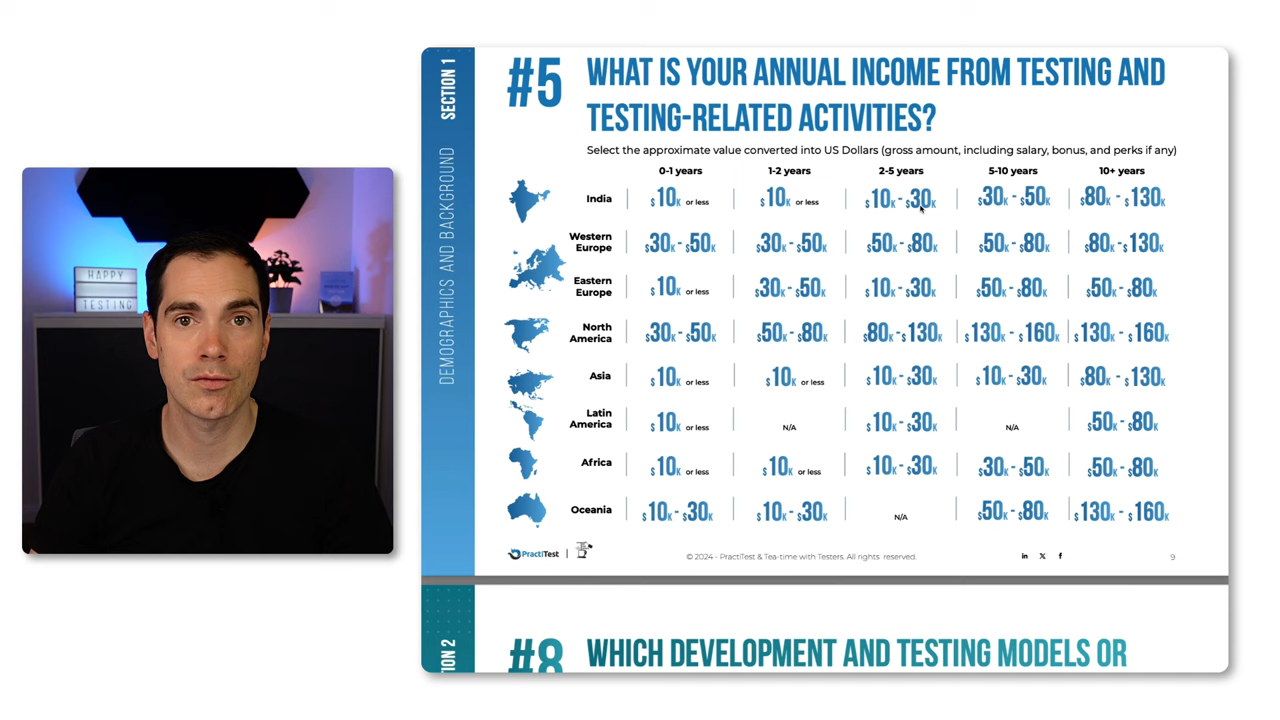 HAPPY
TESTING
SECTION 1
DEMOGRAPHICS AND BACKGROUND
#5
WHAT IS YOUR ANNUAL INCOME FROM TESTING AND
TESTING-RELATED ACTIVITIES?
Select the approximate value converted into US Dollars (gross amount, including salary, bonus, and perks if any)
0-1 years 1-2 years 2-5 years 5-10 years 10+ years
India $10K or less $10K or less $10K - $30K $30K - $50K $80K - $130K
Western
Europe $30K - $50K $30K - $50K $50K - $80K $50K - $80K $80K - $130K
Eastern
Europe $10K or less $30K - $50K $10K - $30K $50K - $80K $50K - $80K
North
America $30K - $50K $50K - $80K $80K - $130K $130K - $160K $130K - $160K
Asia $10K or less $10K or less $10K - $30K $10K - $30K $80K - $130K
Latin
America $10K or less N/A $10K - $30K N/A $50K - $80K
Africa $10K or less $10K or less $10K - $30K $30K - $50K $50K - $80K
Oceania $10K - $30K $10K - $30K N/A $50K - $80K $130K - $160K
PractiTest
© 2024 - PractiTest & Tea-time with Testers. All rights reserved.
in X f
9
TION 2
#8
WHICH DEVELOPMENT AND TESTING MODELS OR